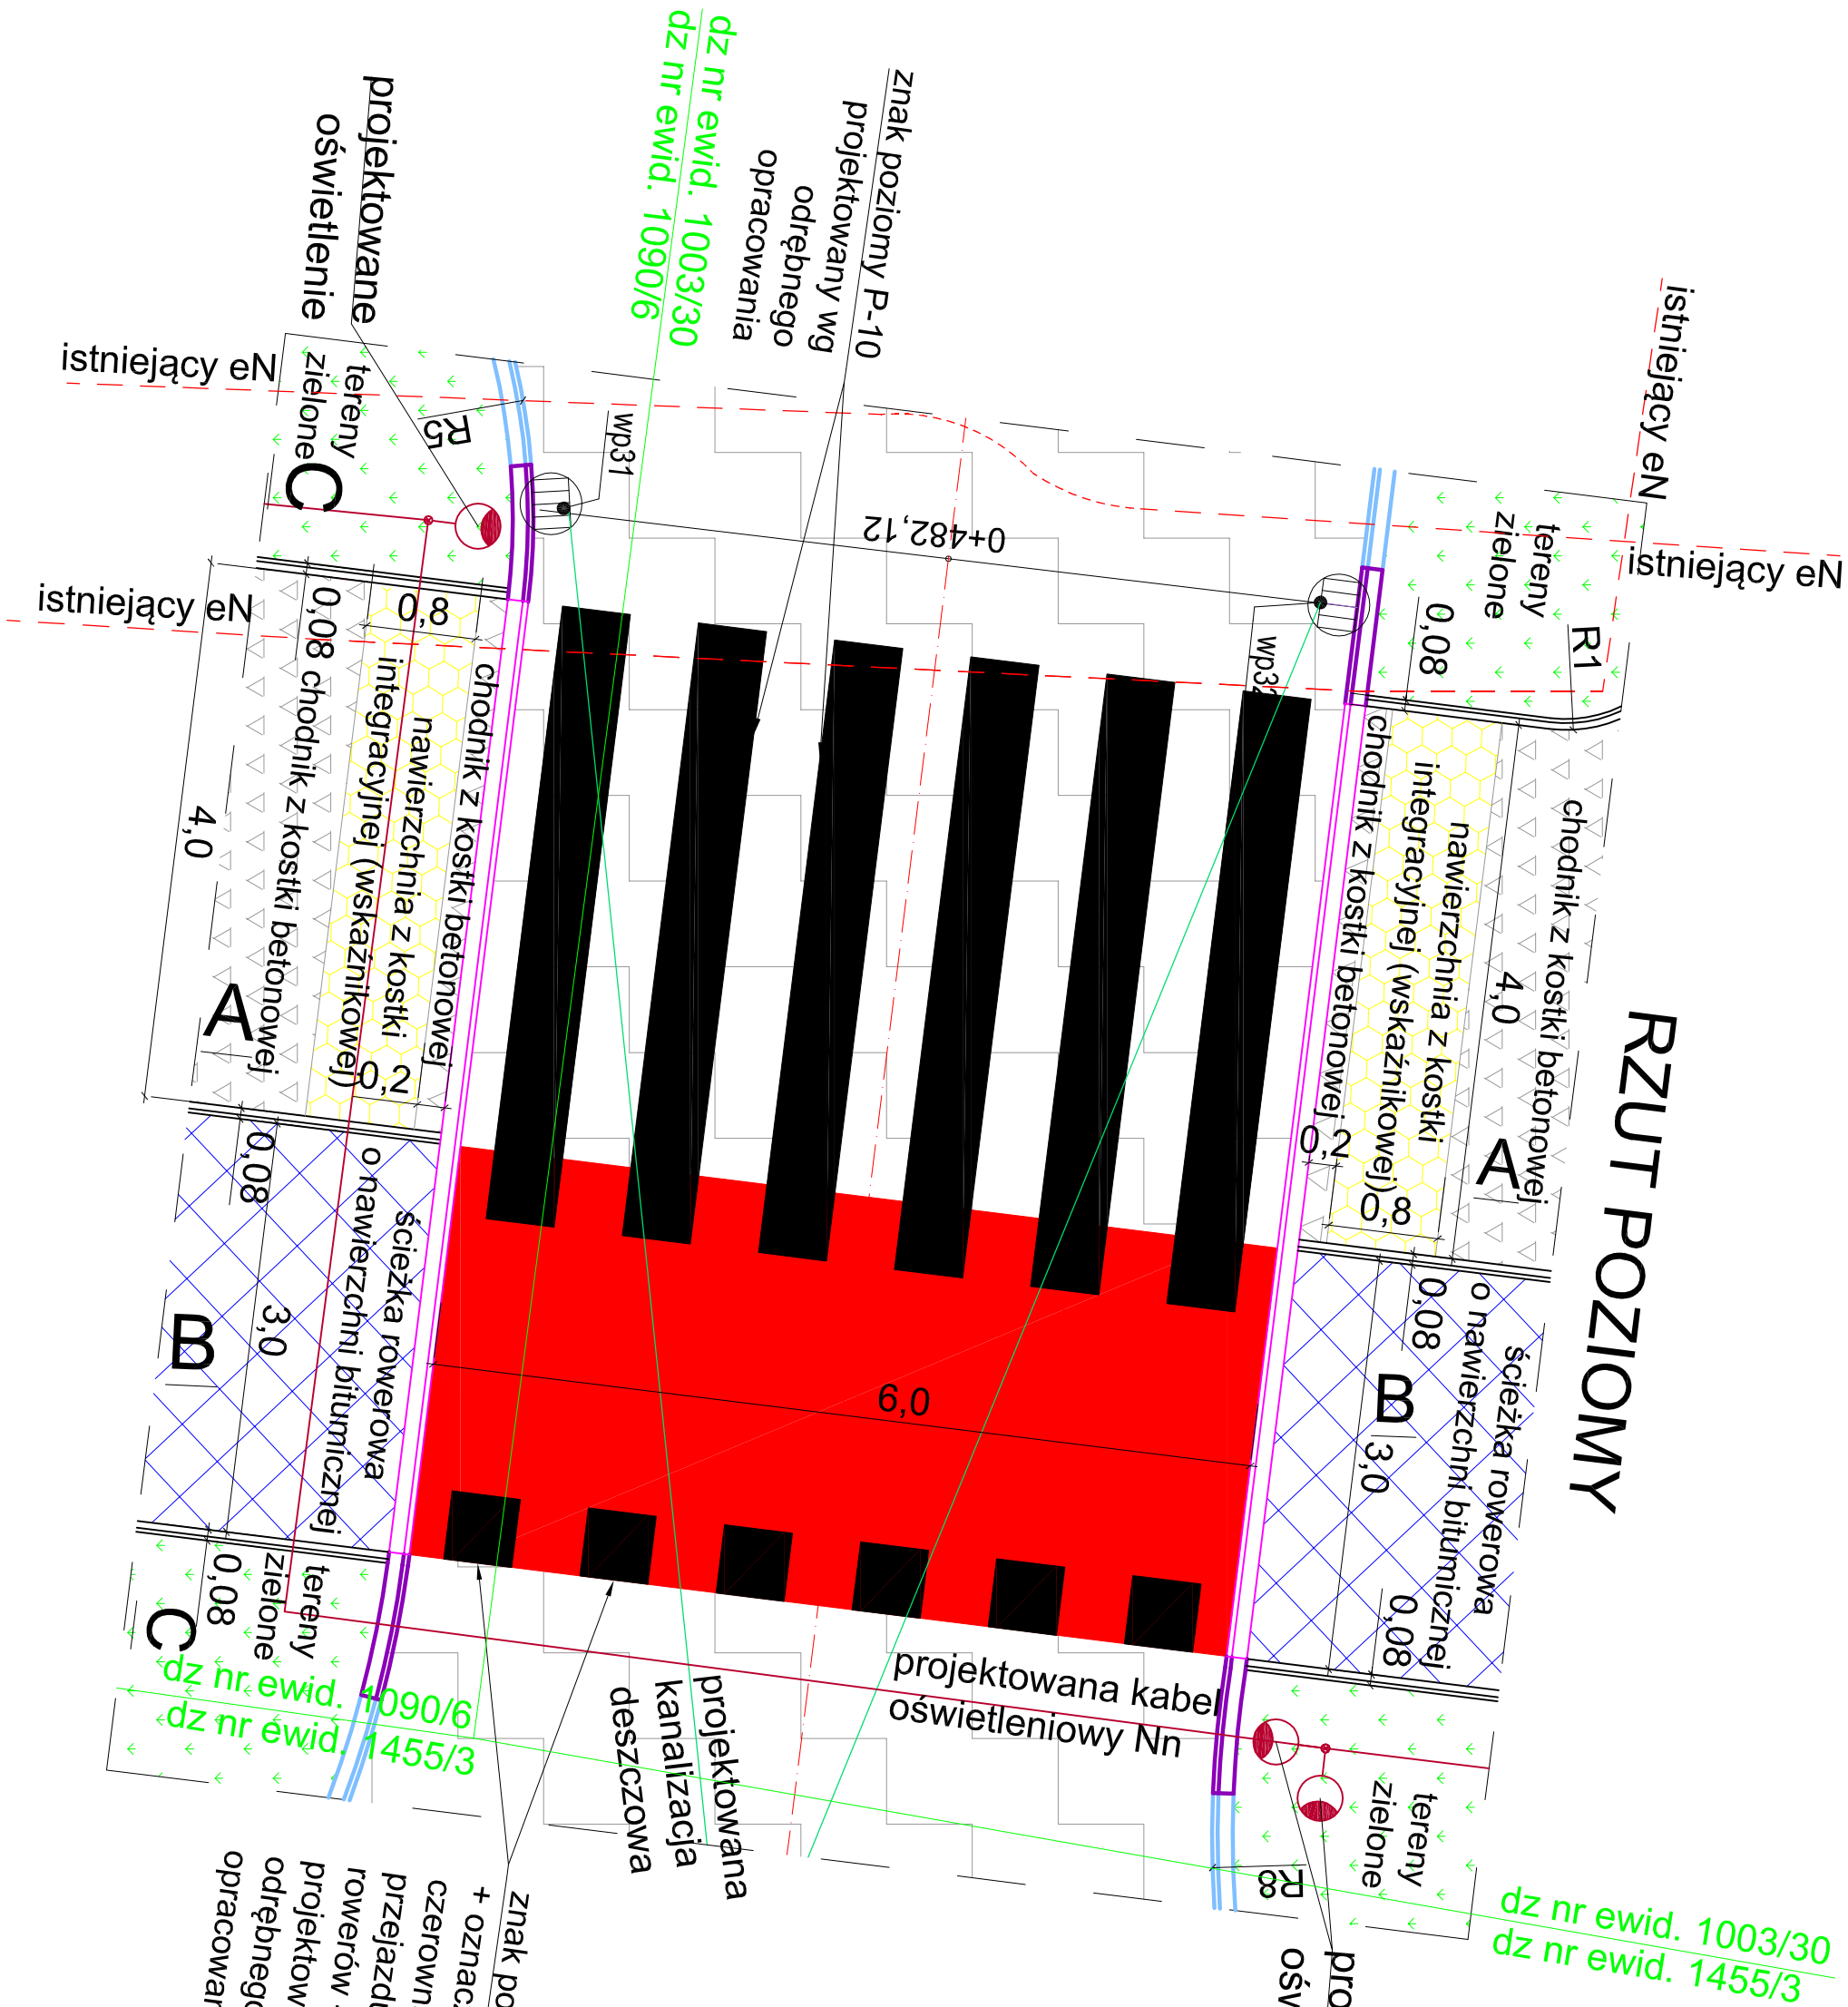 RZUT POZIOMY
dz nr ewid. 1003/30
dz nr ewid. 1090/6
znak poziomy P-10
projektowany wg
odrębnego
opracowania
projektowane
oświetlenie
istniejący eN
istniejący eN
istniejący eN
istniejący eN
tereny
zielone
C
R5
wp31
0+482,12
wp32
tereny
zielone
R1
0,08
0,08
0,8
chodnik z kostki betonowej
nawierzchnia z kostki
integracyjnej (wskaźnikowej)
chodnik z kostki betonowej
4,0
A
0,2
chodnik z kostki betonowej
nawierzchnia z kostki
integracyjnej (wskaźnikowej)
chodnik z kostki betonowej
4,0
A
0,2
0,8
0,08
ścieżka rowerowa
o nawierzchni bitumicznej
3,0
B
0,08
6,0
0,08
ścieżka rowerowa
o nawierzchni bitumicznej
B
3,0
0,08
tereny
zielone
C
dz nr ewid. 1090/6
dz nr ewid. 1455/3
projektowana
kanalizacja
deszczowa
projektowana kabel
oświetleniowy Nn
tereny
zielone
R8
dz nr ewid. 1003/30
dz nr ewid. 1455/3
znak
+
rowerów
odrębnego